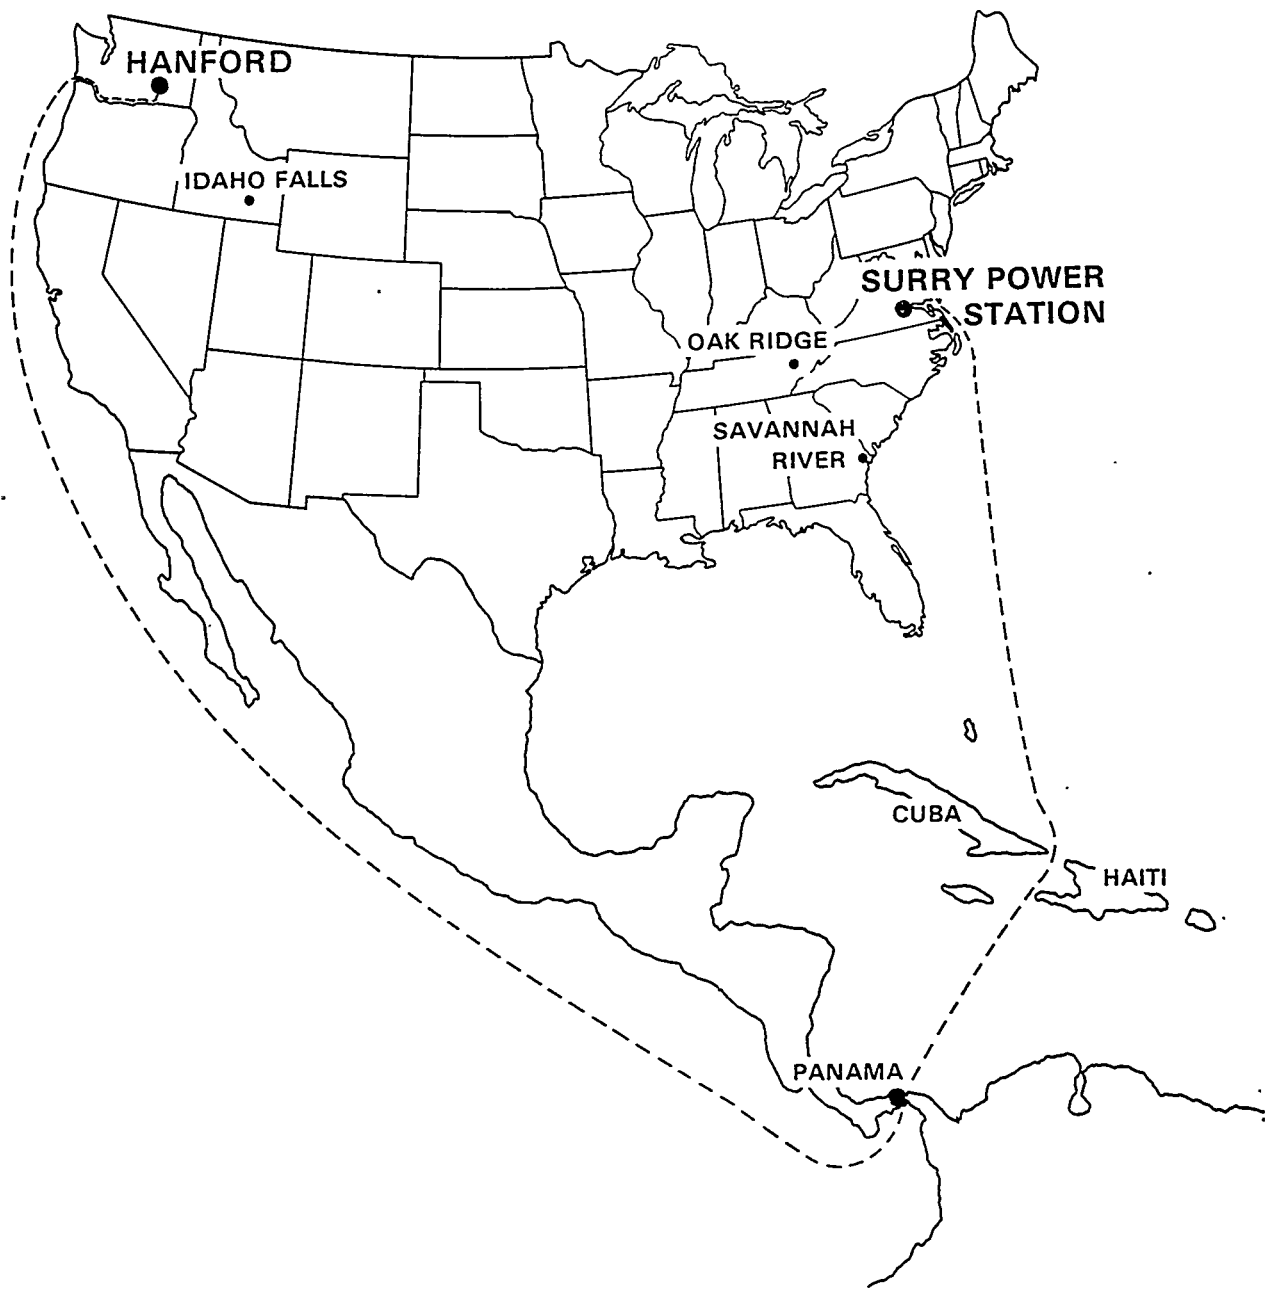 HANFORD
IDAHO FALLS
SURRY POWER
STATION
OAK RIDGE
SAVANNAH
RIVER
CUBA
HAITI
PANAMA